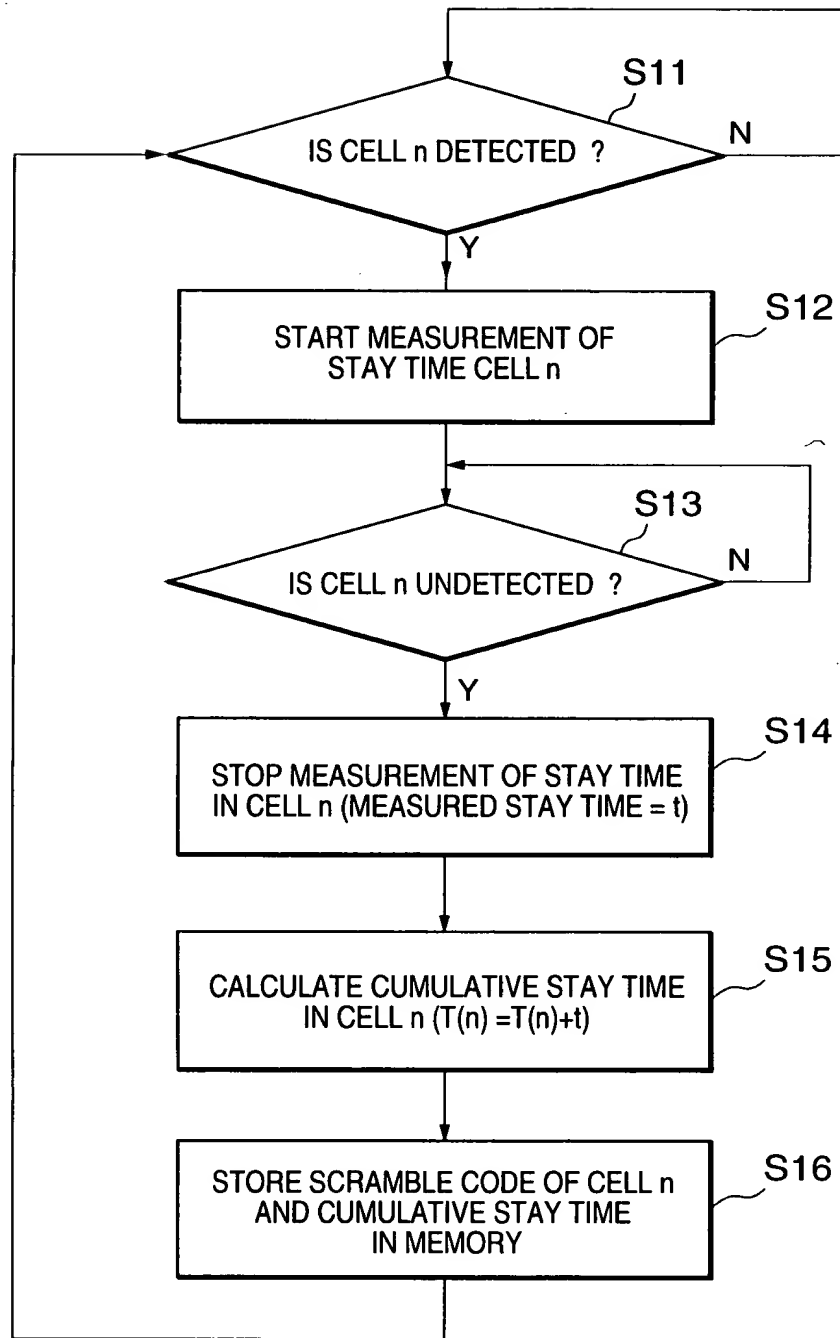 S11
IS CELL n DETECTED ?
N
Y
S12
START MEASUREMENT OF
STAY TIME CELL n
S13
IS CELL n UNDETECTED ?
N
Y
S14
STOP MEASUREMENT OF STAY TIME
IN CELL n (MEASURED STAY TIME = t)
S15
CALCULATE CUMULATIVE STAY TIME
IN CELL n (T(n) =T(n)+t)
S16
STORE SCRAMBLE CODE OF CELL n
AND CUMULATIVE STAY TIME
IN MEMORY